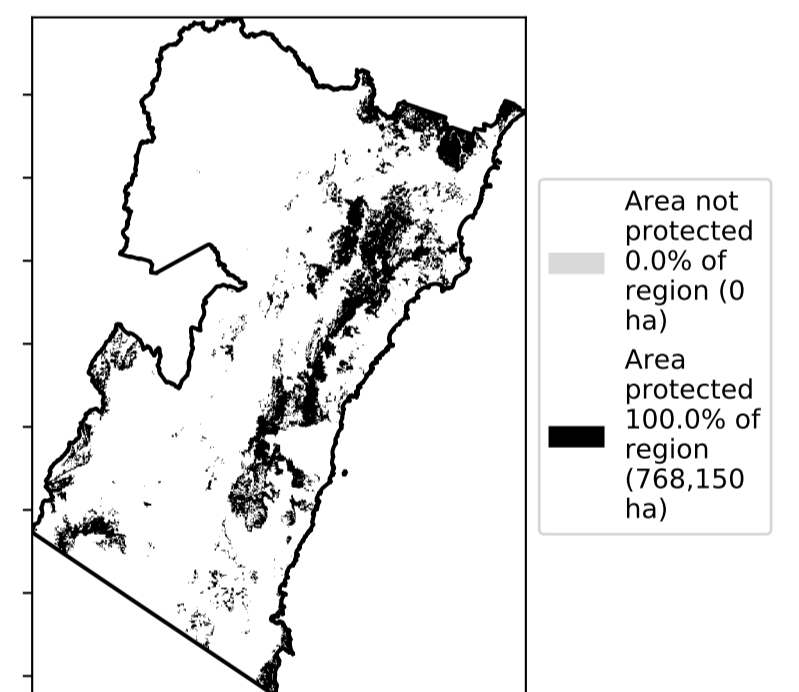 Area not
protected
0.0% of
region (0
ha)
Area
protected
100.0% of
region
(768,150
ha)